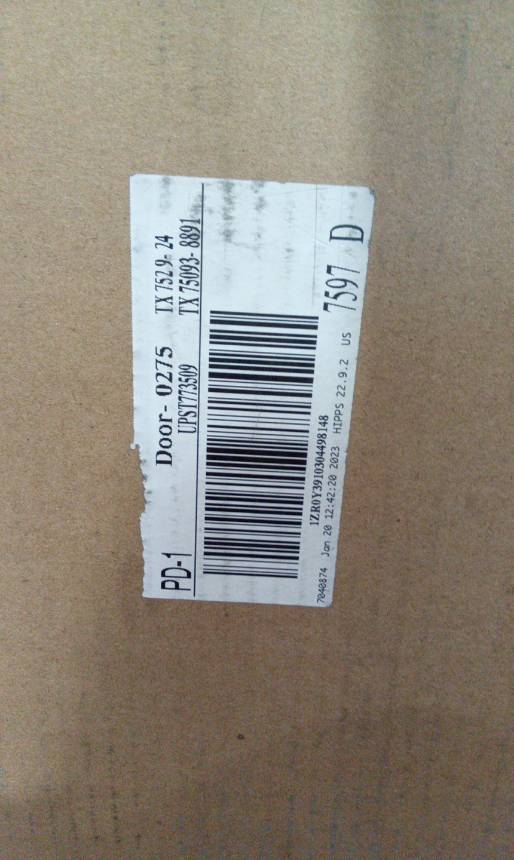 Door- 0275 TX 752 9- 24
PD-1 UPST773509 TX 75093- 8891
1ZR0Y3910304498148
7597 D
7040874 Jan 20 12:42:20 2023 HIPPS 22.9.2 US